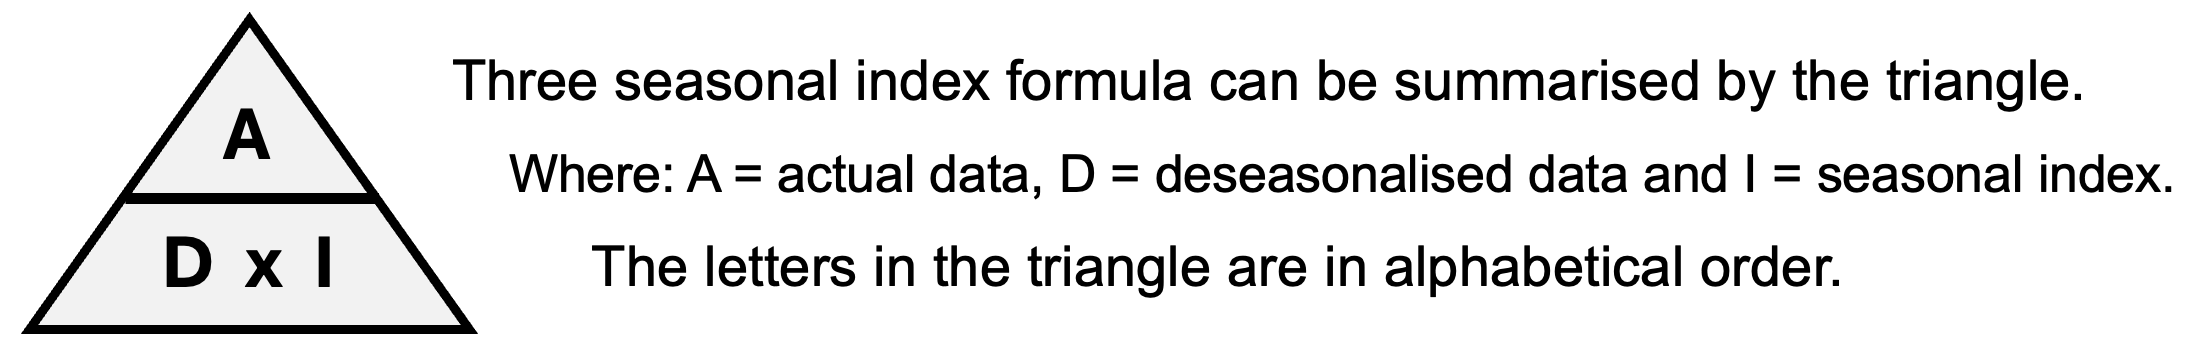 A
D x I
Three seasonal index formula can be summarised by the triangle.
Where: A = actual data, D = deseasonalised data and I = seasonal index.
The letters in the triangle are in alphabetical order.